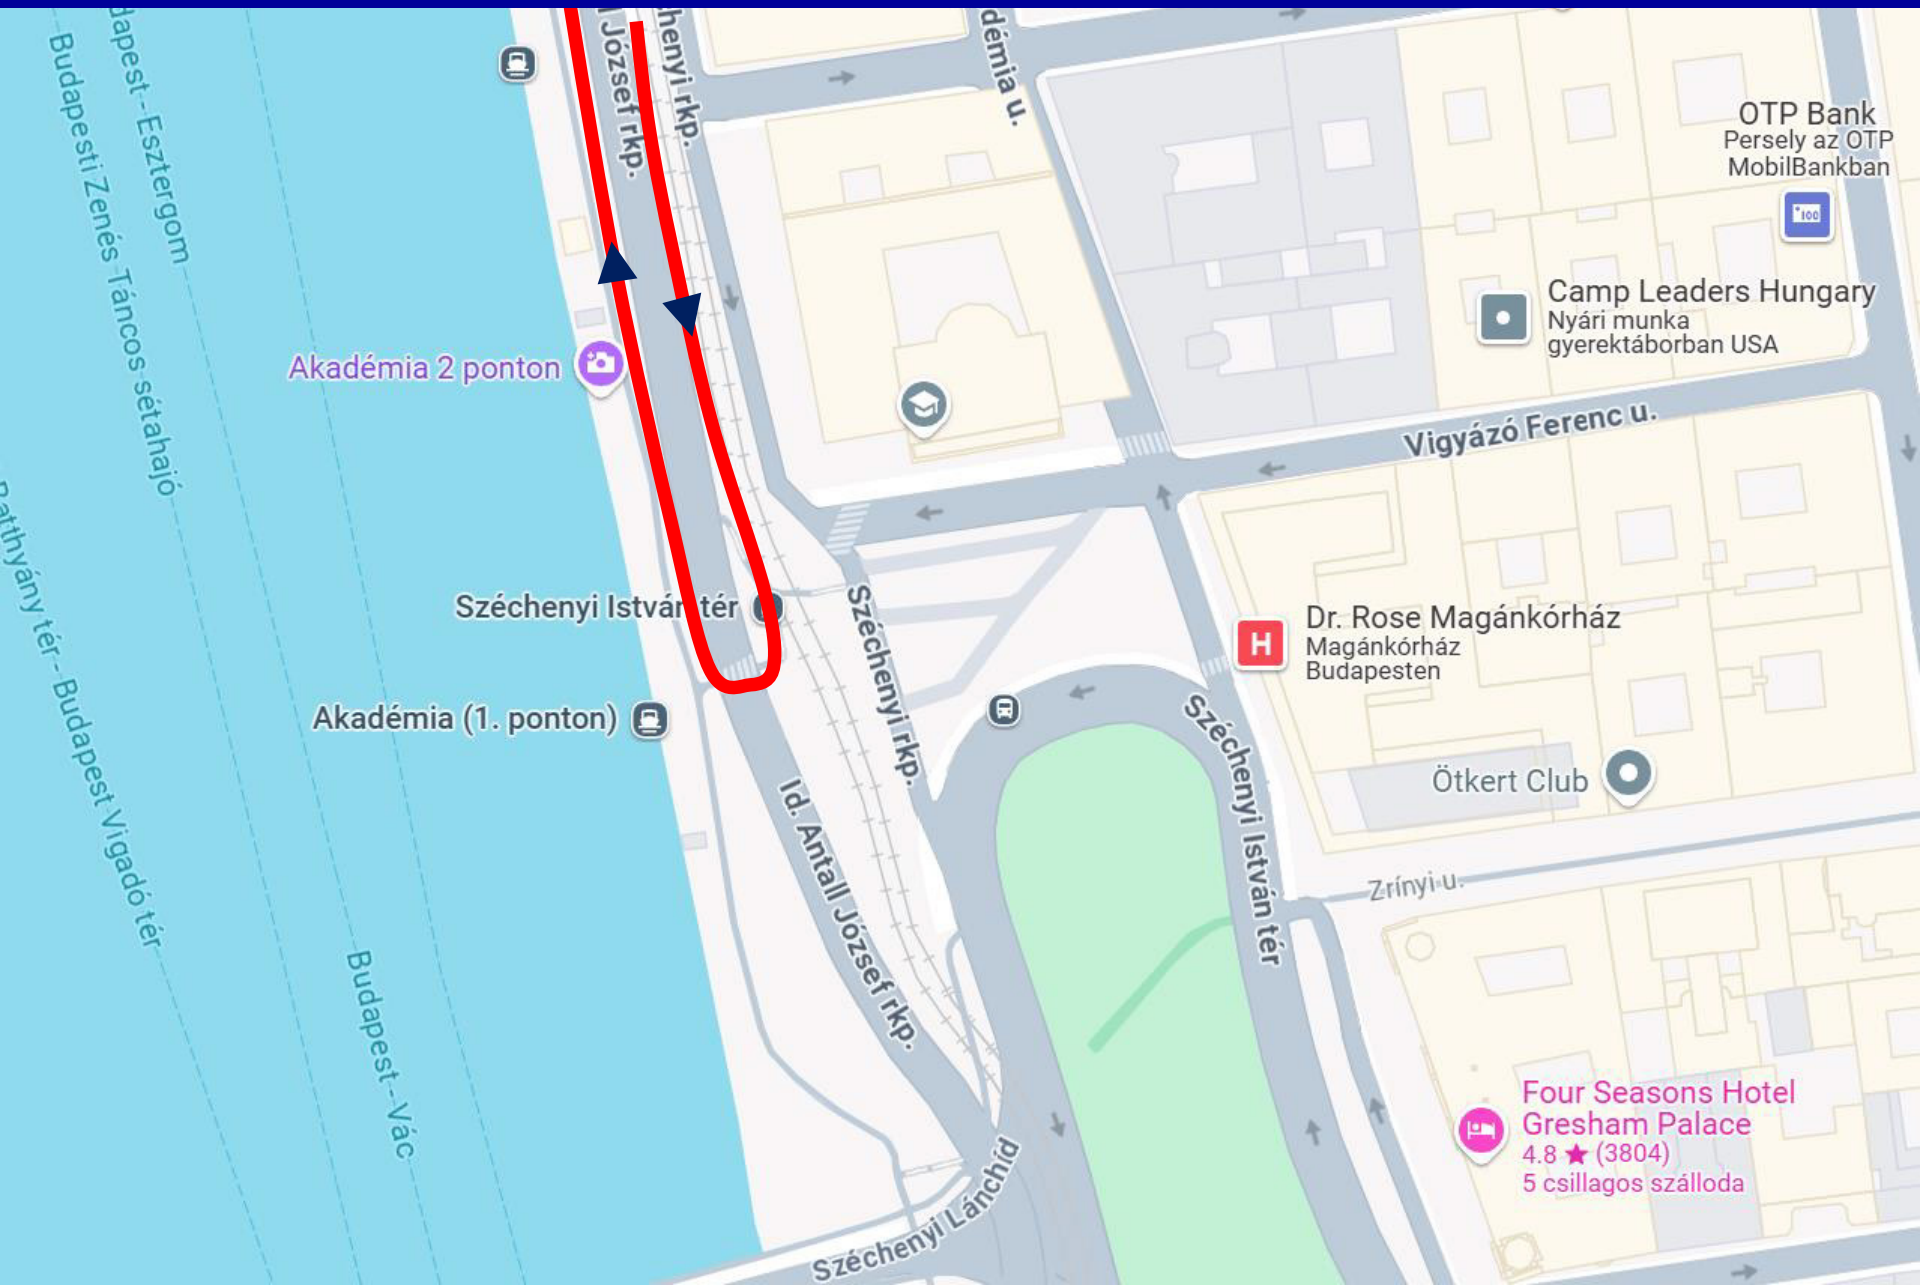 dapest-Esztergom
Budapesti Zenés Táncos sétahajó
Batthyány tér - Budapest Vigadó tér
Budapest - Vác
József rkp.
henyi rkp.
démia u.
OTP Bank
Persely az OTP
MobilBankban
Camp Leaders Hungary
Nyári munka
gyerektáborban USA
Akadémia 2 ponton
Vigyázó Ferenc u.
Széchenyi István tér
Széchenyi rkp.
Dr. Rose Magánkórház
Magánkórház
Budapesten
Akadémia (1. ponton)
Széchenyi István tér
Ötkert Club
Id. Antall József rkp.
Zrínyi u.
Four Seasons Hotel
Gresham Palace
4.8 ★ (3804)
5 csillagos szálloda
Széchenyi Lánchíd